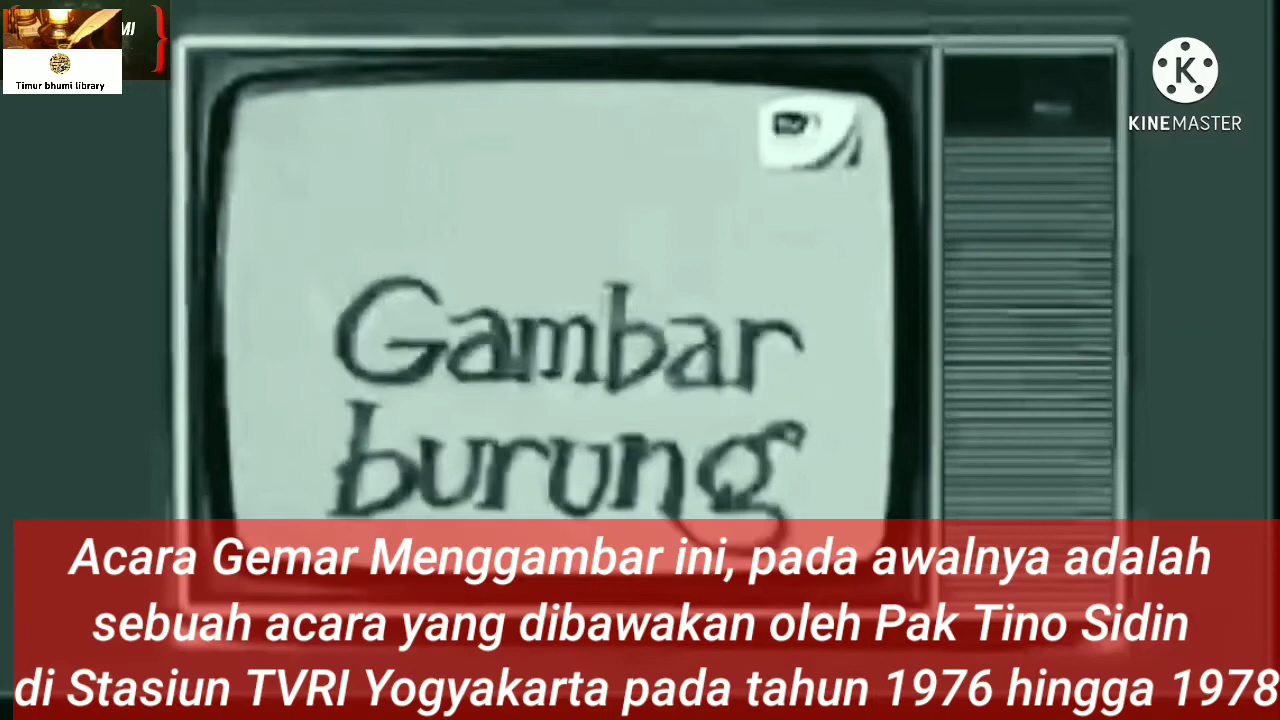 MI
Timur bhumi library
K
KINEMASTER
Gambar
burung
Acara Gemar Menggambar ini, pada awalnya adalah
sebuah acara yang dibawakan oleh Pak Tino Sidin
di Stasiun TVRI Yogyakarta pada tahun 1976 hingga 1978